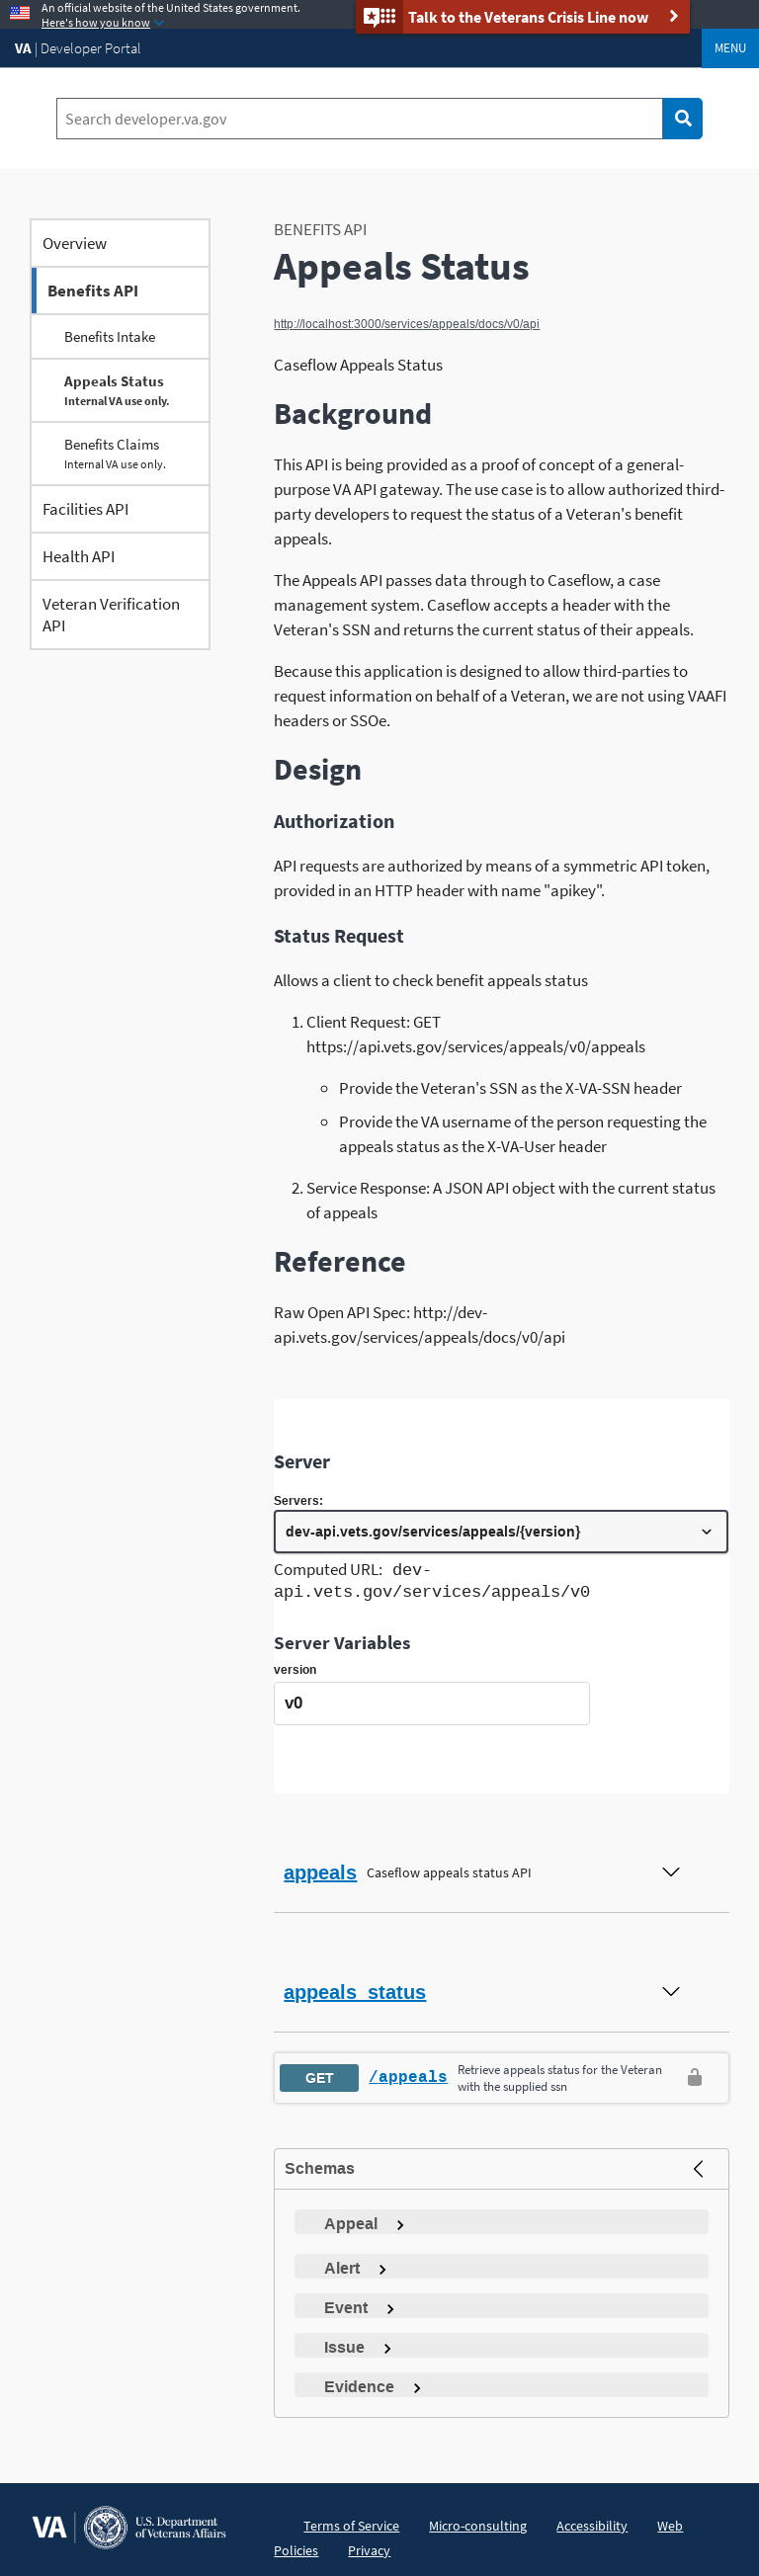 An official website of the United States government.
Here's how you know
Talk to the Veterans Crisis Line now
VA | Developer Portal
MENU
Search developer.va.gov
Overview
Benefits API
Benefits Intake
Appeals Status
Internal VA use only.
Benefits Claims
Internal VA use only.
Facilities API
Health API
Veteran Verification
API
BENEFITS API
Appeals Status
http://localhost:3000/services/appeals/docs/v0/api
Caseflow Appeals Status
Background
This API is being provided as a proof of concept of a general-
purpose VA API gateway. The use case is to allow authorized third-
party developers to request the status of a Veteran's benefit
appeals.
The Appeals API passes data through to Caseflow, a case
management system. Caseflow accepts a header with the
Veteran's SSN and returns the current status of their appeals.
Because this application is designed to allow third-parties to
request information on behalf of a Veteran, we are not using VAAFI
headers or SSOe.
Design
Authorization
API requests are authorized by means of a symmetric API token,
provided in an HTTP header with name "apikey".
Status Request
Allows a client to check benefit appeals status
1. Client Request: GET
https://api.vets.gov/services/appeals/v0/appeals
◦ Provide the Veteran's SSN as the X-VA-SSN header
◦ Provide the VA username of the person requesting the
appeals status as the X-VA-User header
2. Service Response: A JSON API object with the current status
of appeals
Reference
Raw Open API Spec: http://dev-
api.vets.gov/services/appeals/docs/v0/api
Server
Servers:
dev-api.vets.gov/services/appeals/{version}
Computed URL: dev-
api.vets.gov/services/appeals/v0
Server Variables
version
v0
appeals Caseflow appeals status API
appeals_status
GET /appeals Retrieve appeals status for the Veteran
with the supplied ssn
Schemas
Appeal
Alert
Event
Issue
Evidence
VA U.S. Department
of Veterans Affairs
Terms of Service Micro-consulting Accessibility Web
Policies Privacy